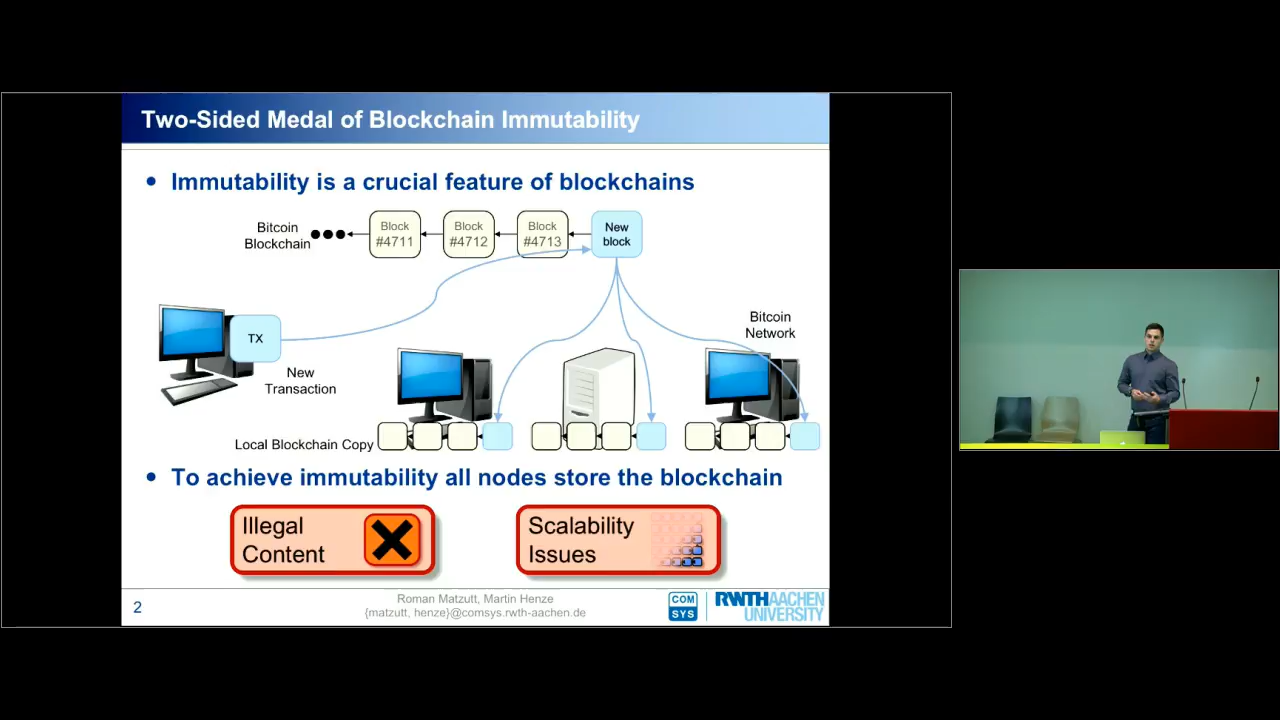 Two-Sided Medal of Blockchain Immutability
• Immutability is a crucial feature of blockchains
Bitcoin
Blockchain
Block
#4711
Block
#4712
Block
#4713
New
block
TX
New
Transaction
Bitcoin
Network
Local Blockchain Copy
• To achieve immutability all nodes store the blockchain
Illegal
Content
Scalability
Issues
2
Roman Matzutt, Martin Henze
{matzutt, henze}@comsys.rwth-aachen.de
COM
SYS
RWTHAACHEN
UNIVERSITY